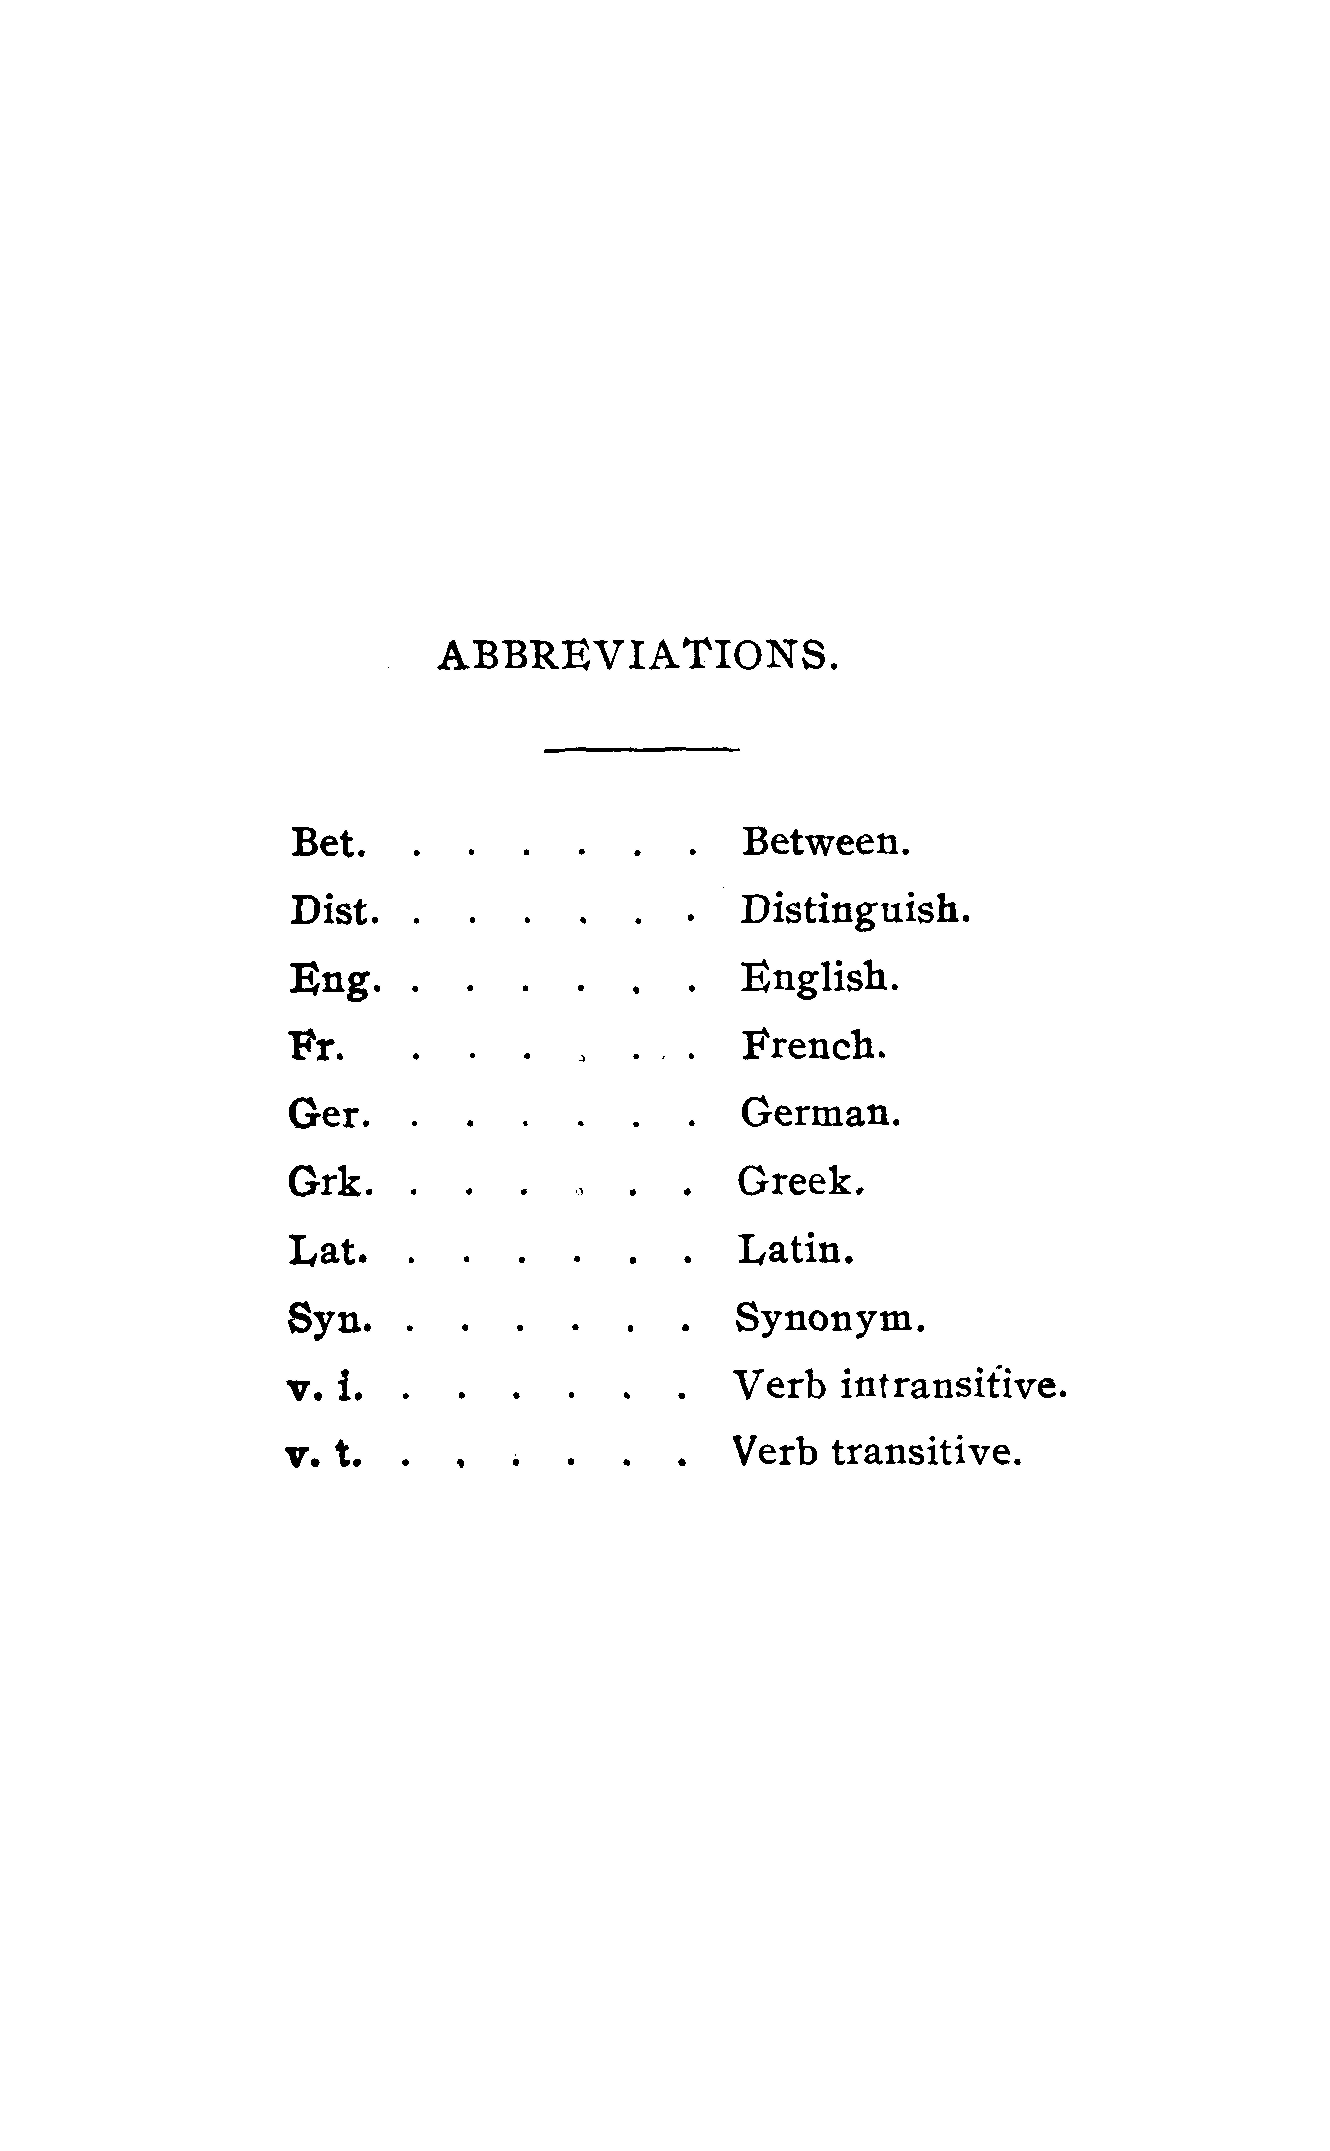 ABBREVIATIONS.
Bet. . . . . . . Between.
Dist. . . . . . . Distinguish.
Eng. . . . . . . English.
Fr. . . . . . . French.
Ger. . . . . . . German.
Grk. . . . . . . Greek.
Lat. . . . . . . Latin.
Syn. . . . . . . Synonym.
v. i. . . . . . . Verb intransitive.
v. t. . . . . . . Verb transitive.